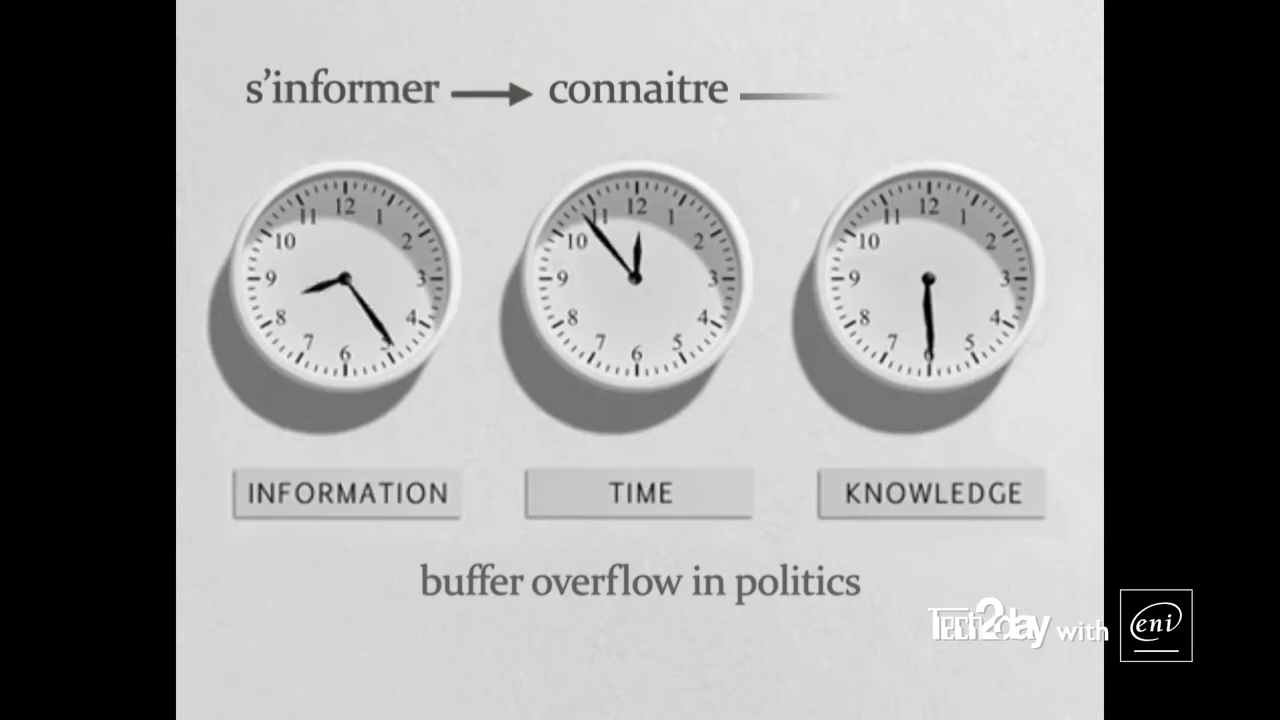 s'informer → connaitre
12 1 2 3 4 5 6 7 8 9 10 11
12 1 2 3 4 5 6 7 8 9 10 11
12 1 2 3 4 5 6 7 8 9 10 11
INFORMATION TIME KNOWLEDGE
buffer overflow in politics
with eni